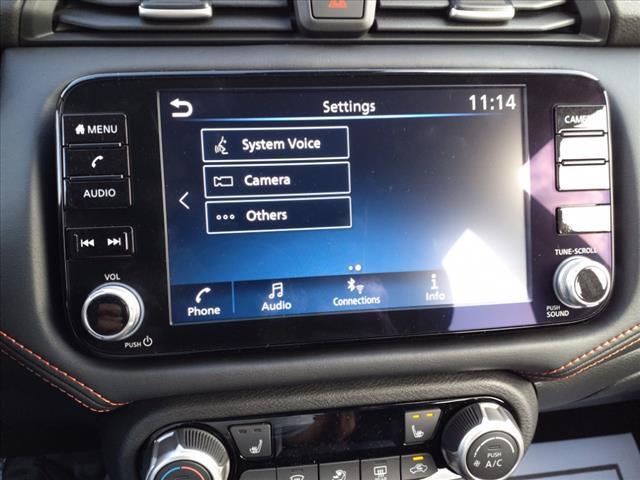 MENU
AUDIO
VOL
PUSH
Settings
11:14
System Voice
Camera
Others
Phone
Audio
Connections
Info
TUNE-SCROLL
PUSH
SOUND
PUSH
A/C
REAR